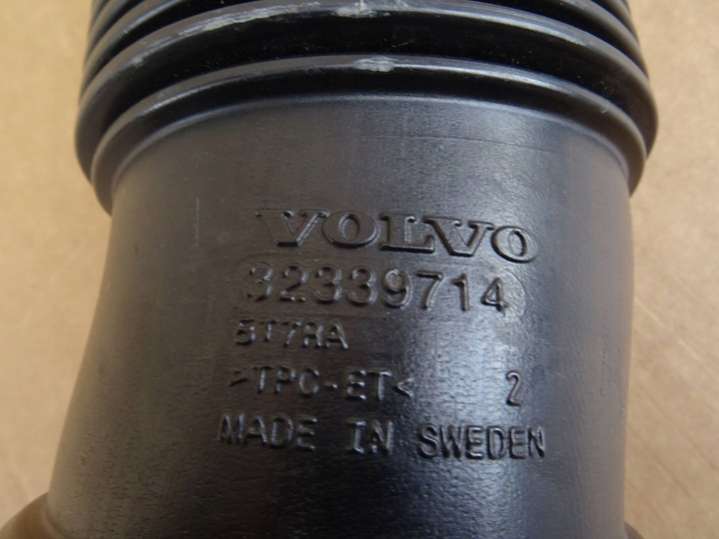 VOLVO
32339714
5T7RA
>TPC-ET< 2
MADE IN SWEDEN